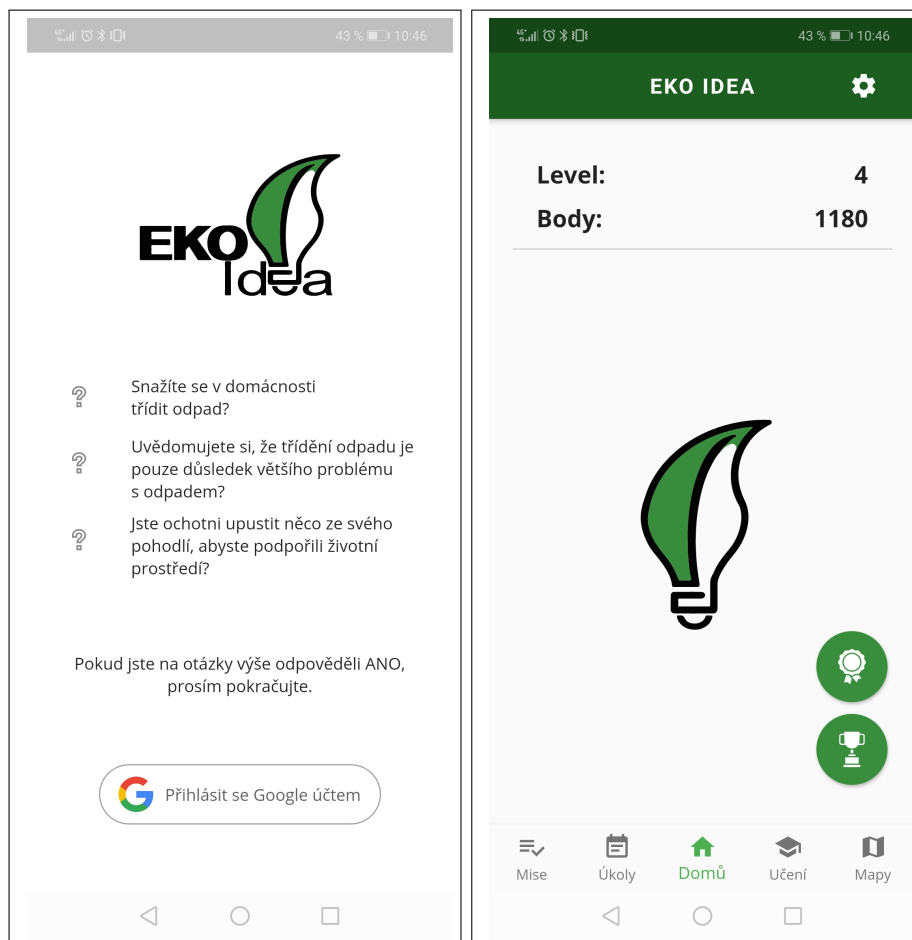 43 % 10:46
EKO
Idea
Snažíte se v domácnosti
třídit odpad?
Uvědomujete si, že třídění odpadu je
pouze důsledek většího problému
s odpadem?
Jste ochotni upustit něco ze svého
pohodlí, abyste podpořili životní
prostředí?
Pokud jste na otázky výše odpověděli ANO,
prosím pokračujte.
Přihlásit se Google účtem
43 % 10:46
EKO IDEA
Level: 4
Body: 1180
Mise Úkoly Domů Učení Mapy